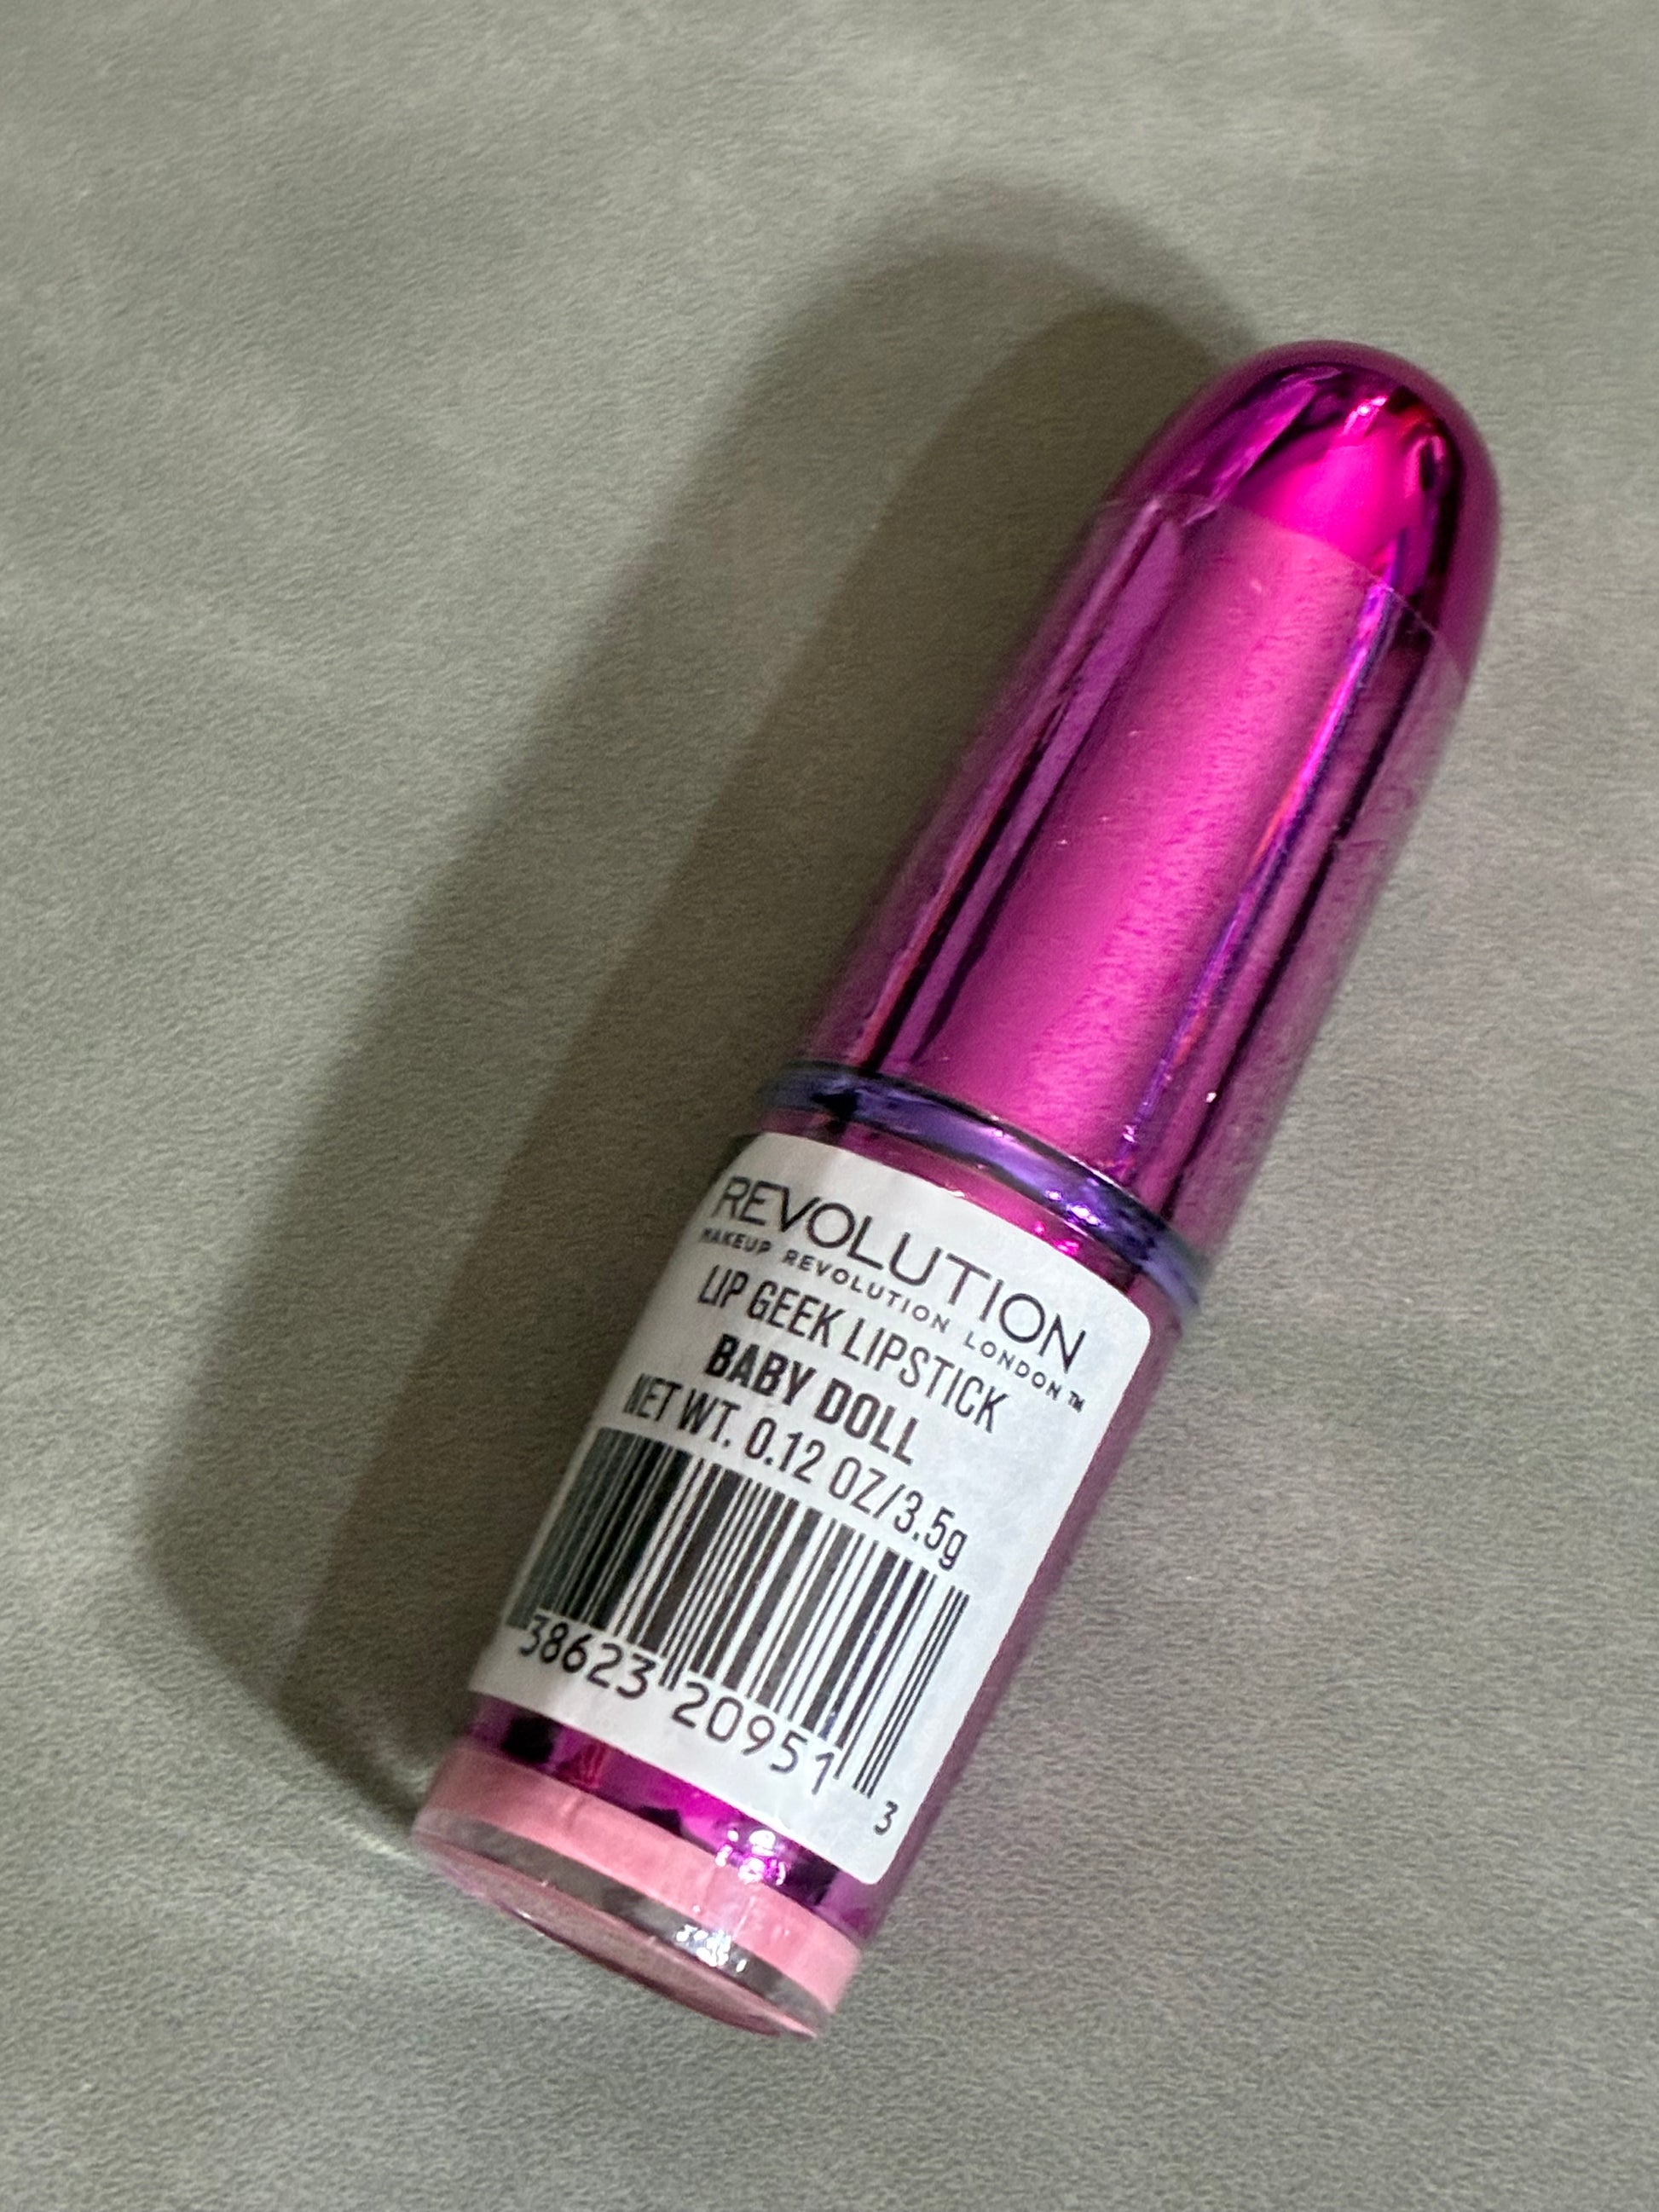 REVOLUTION
MAKEUP REVOLUTION LONDON™
LIP GEEK LIPSTICK
BABY DOLL
NET WT. 0.12 OZ/3.5g
38623 20951 3